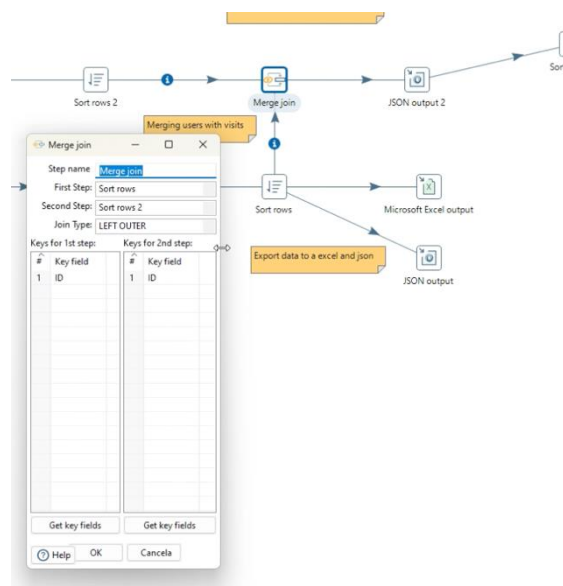 Sor
Sort rows 2
Merge join
JSON output 2
Merging users with visits
Merge join
Step name
Merge join
First Step:
Sort rows
Second Step:
Sort rows 2
Join Type:
LEFT OUTER
Keys for 1st step:
Keys for 2nd step:
# Key field
# Key field
1 ID
1 ID
Get key fields
Get key fields
Help
OK
Cancela
Sort rows
Microsoft Excel output
Export data to a excel and json
JSON output